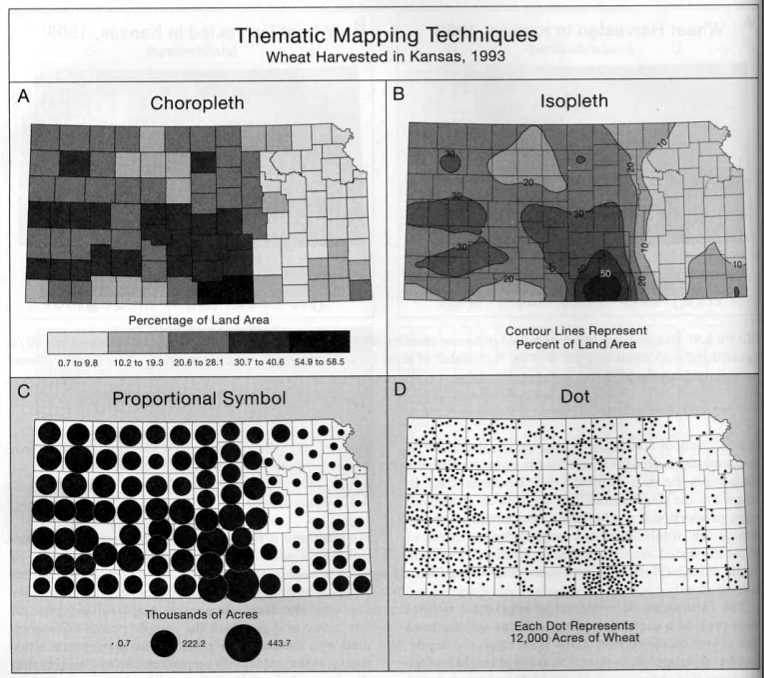 Thematic Mapping Techniques
Wheat Harvested in Kansas, 1993
A
Choropleth
Percentage of Land Area
0.7 to 9.8 10.2 to 19.3 20.6 to 28.1 30.7 to 40.6 54.9 to 58.5
B
Isopleth
10
30
20
20
30
30
30
10
10
50
20
20
Contour Lines Represent
Percent of Land Area
C
Proportional Symbol
Thousands of Acres
0.7 222.2 443.7
D
Dot
Each Dot Represents
12,000 Acres of Wheat